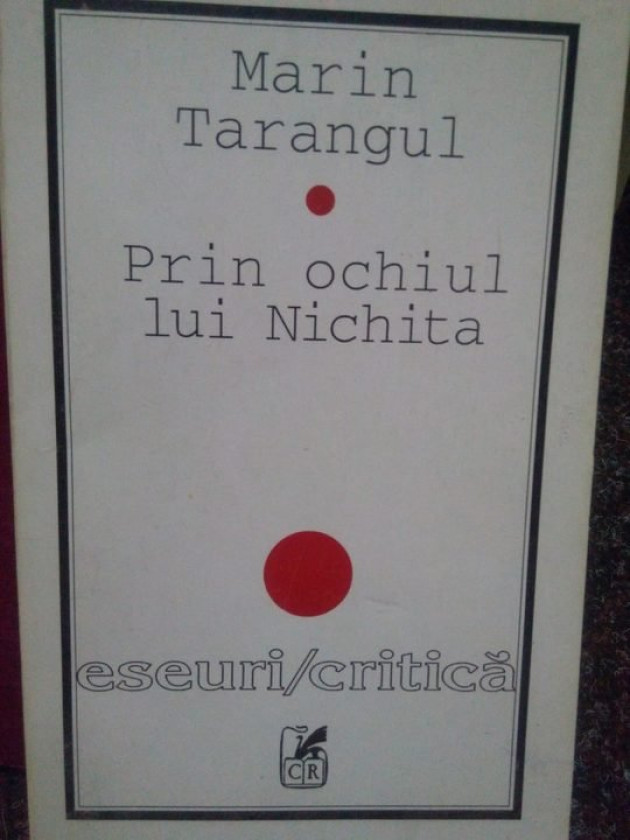 Marin
Tarangul
Prin ochiul
lui Nichita
eseuri/critică
CR